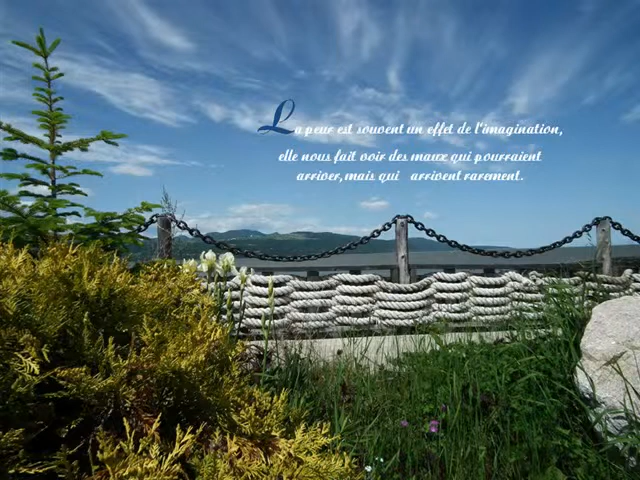 La peur est souvent un effet de l'imagination,
elle nous fait voir des maux qui pourraient
arriver, mais qui arrivent rarement.